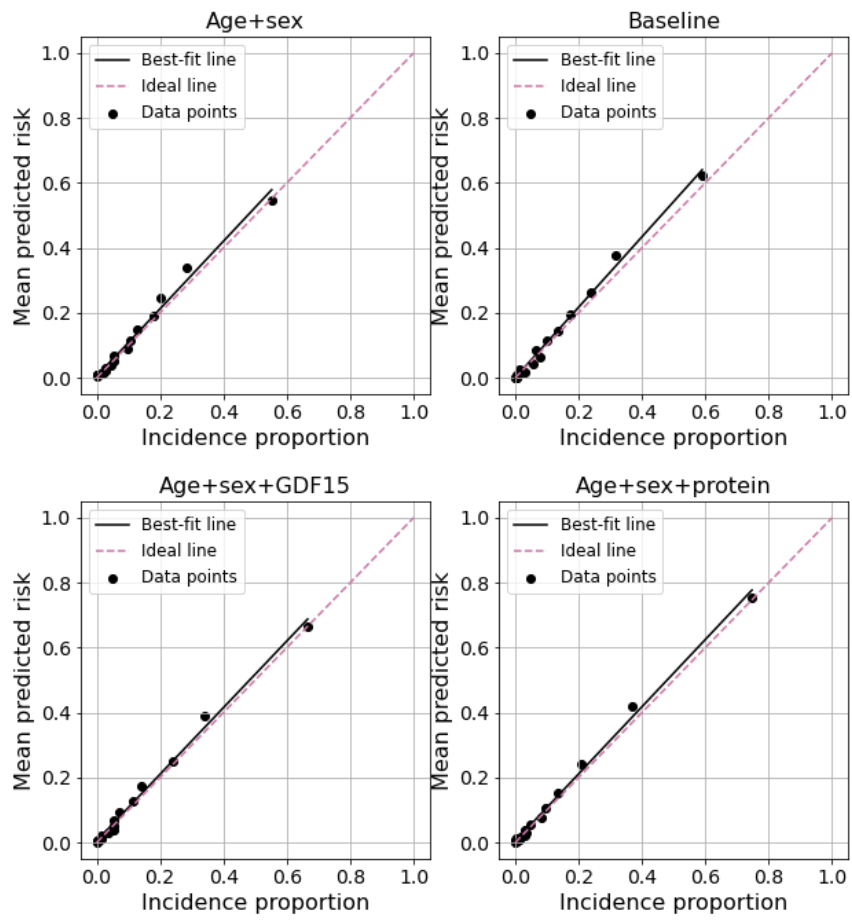 Age+sex
Mean predicted risk
1.0
0.8
0.6
0.4
0.2
0.0
Best-fit line
Ideal line
Data points
0.0 0.2 0.4 0.6 0.8 1.0
Incidence proportion
Baseline
Mean predicted risk
1.0
0.8
0.6
0.4
0.2
0.0
Best-fit line
Ideal line
Data points
0.0 0.2 0.4 0.6 0.8 1.0
Incidence proportion
Age+sex+GDF15
Mean predicted risk
1.0
0.8
0.6
0.4
0.2
0.0
Best-fit line
Ideal line
Data points
0.0 0.2 0.4 0.6 0.8 1.0
Incidence proportion
Age+sex+protein
Mean predicted risk
1.0
0.8
0.6
0.4
0.2
0.0
Best-fit line
Ideal line
Data points
0.0 0.2 0.4 0.6 0.8 1.0
Incidence proportion